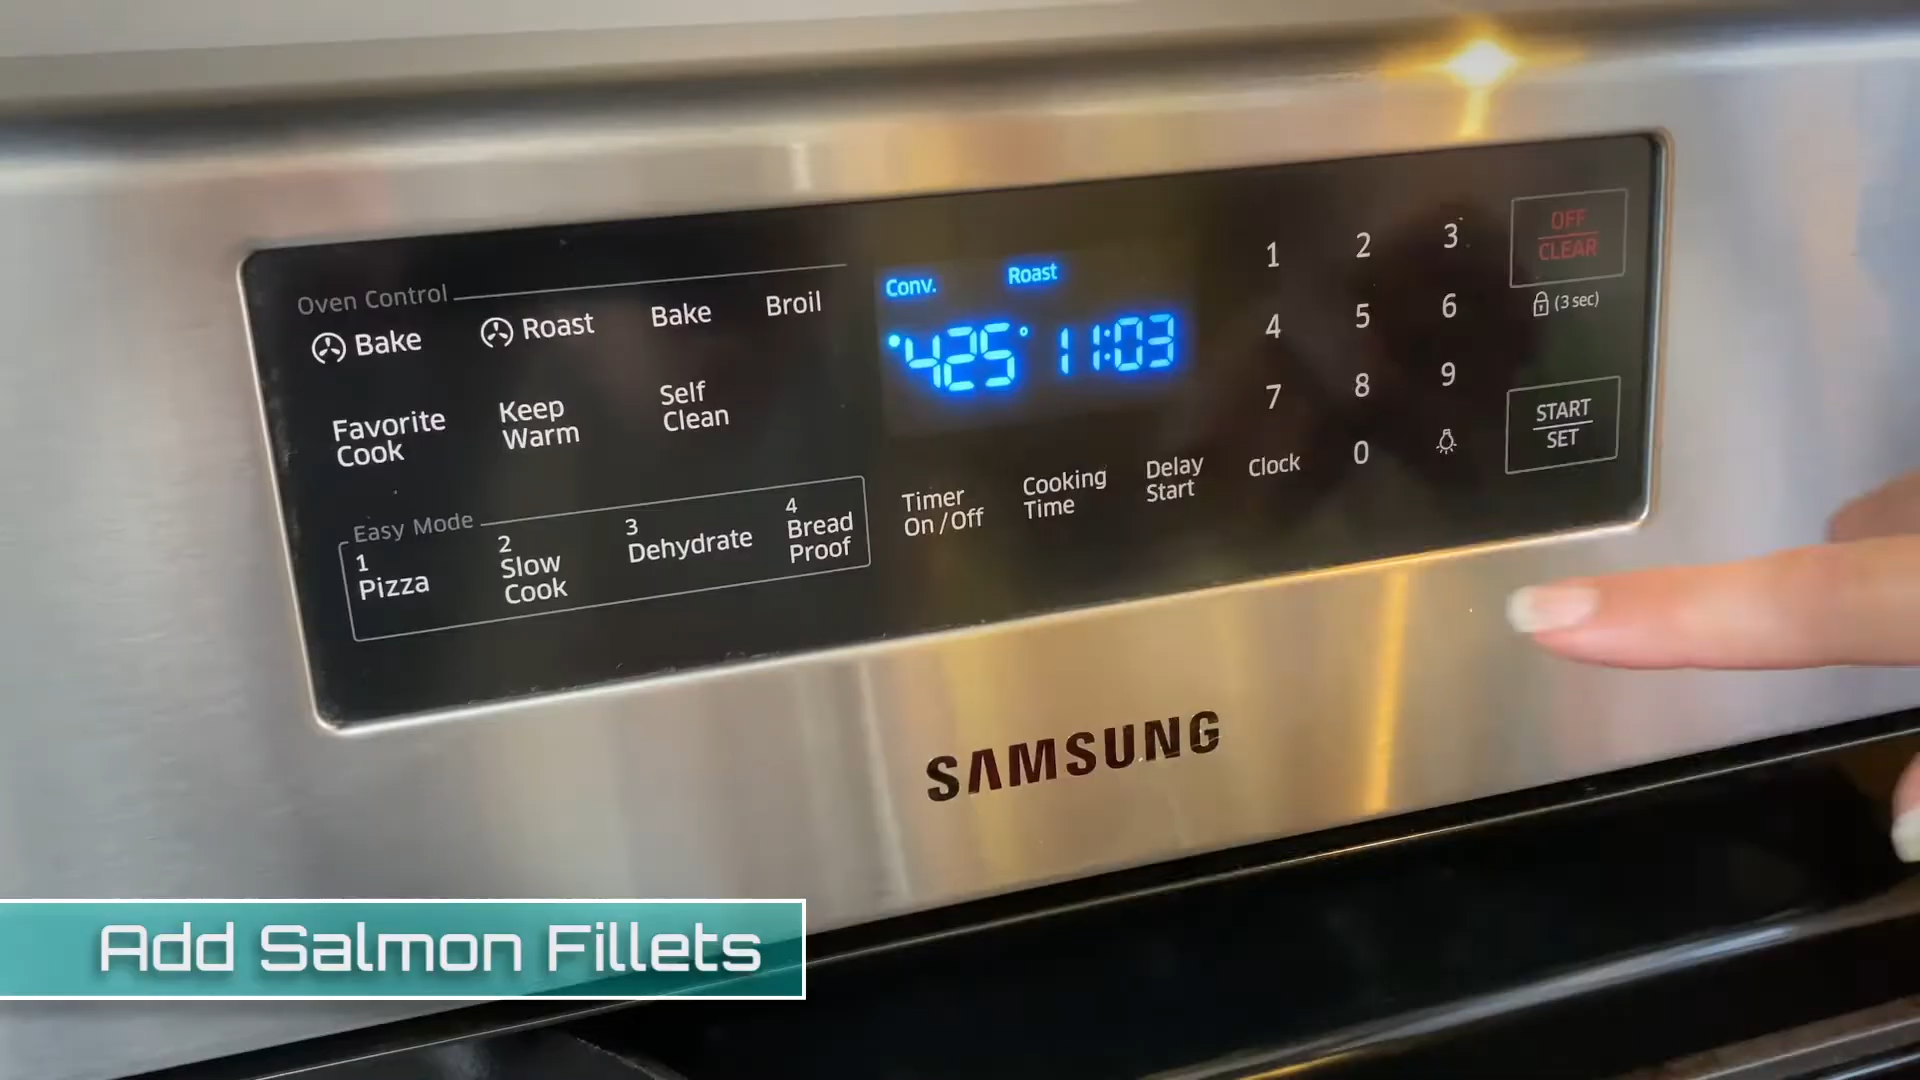 Oven Control
Bake
Roast
Bake
Broil
Favorite
Cook
Keep
Warm
Self
Clean
Easy Mode
1
Pizza
2
Slow
Cook
3
Dehydrate
4
Bread
Proof
Conv.
Roast
425° 11:03
Timer
On/Off
Cooking
Time
Delay
Start
Clock
1 2 3
4 5 6
7 8 9
0
OFF
CLEAR
(3 sec)
START
SET
SAMSUNG
Add Salmon Fillets